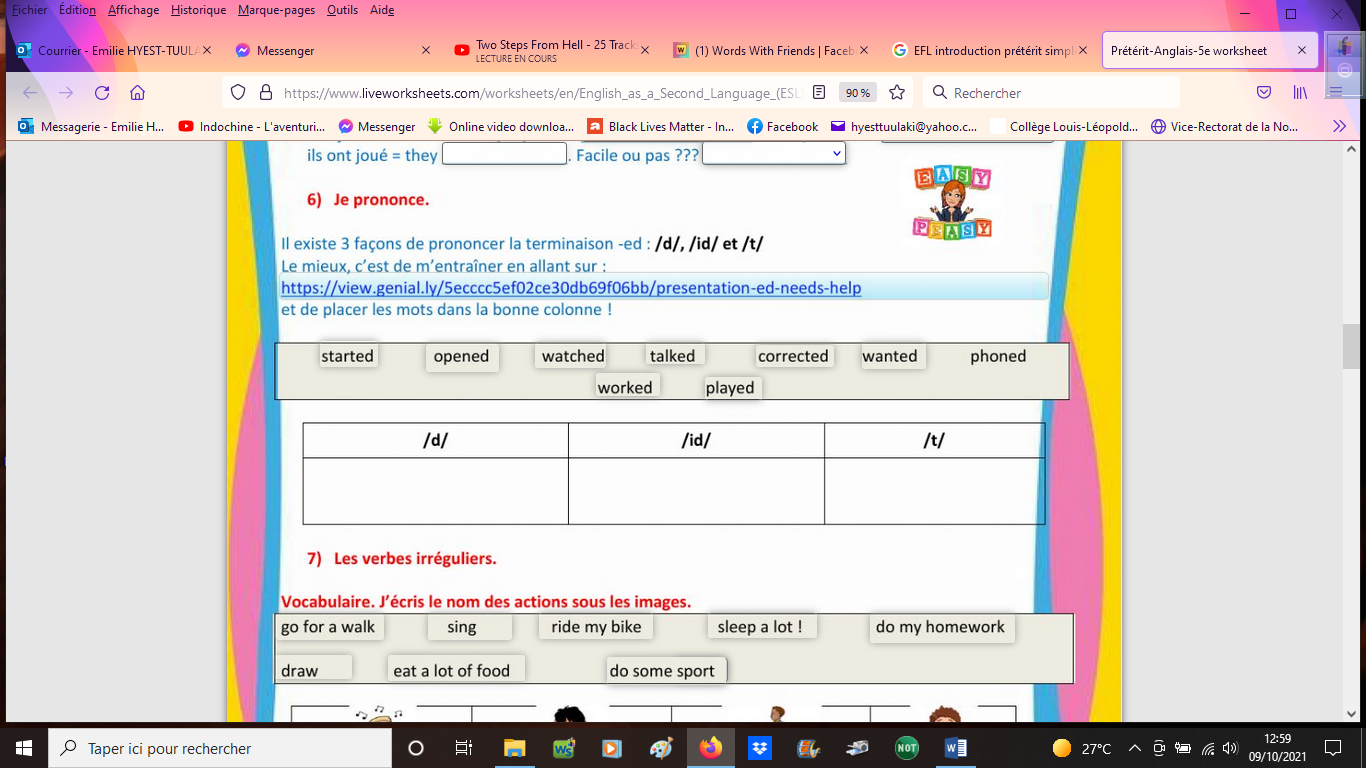 Fichier Édition Affichage Historique Marque-pages Outils Aide
Courrier - Emilie HYEST-TUULA
Messenger
Two Steps From Hell - 25 Track
LECTURE EN COURS
(1) Words With Friends | Faceb
EFL introduction prétérit simpl
Prétérit-Anglais-5e worksheet
https://www.liveworksheets.com/worksheets/en/English_as_a_Second_Language_(ESL
90 %
Rechercher
Messagerie - Emilie H... Indochine - L'aventuri... Messenger Online video downloa... Black Lives Matter - In... Facebook hyesttuulaki@yahoo.c... Collège Louis-Léopold... Vice-Rectorat de la No...
ils ont joué = they . Facile ou pas ???
EASY
PEASY
6) Je prononce.
Il existe 3 façons de prononcer la terminaison -ed : /d/, /id/ et /t/
Le mieux, c'est de m'entraîner en allant sur :
https://view.genial.ly/5ecccc5ef02ce30db69f06bb/presentation-ed-needs-help
et de placer les mots dans la bonne colonne !
started opened watched talked corrected wanted phoned
worked played
/d/ /id/ /t/
7) Les verbes irréguliers.
Vocabulaire. J'écris le nom des actions sous les images.
go for a walk sing ride my bike sleep a lot ! do my homework
draw eat a lot of food do some sport
Taper ici pour rechercher
NOT
27°C
12:59
09/10/2021